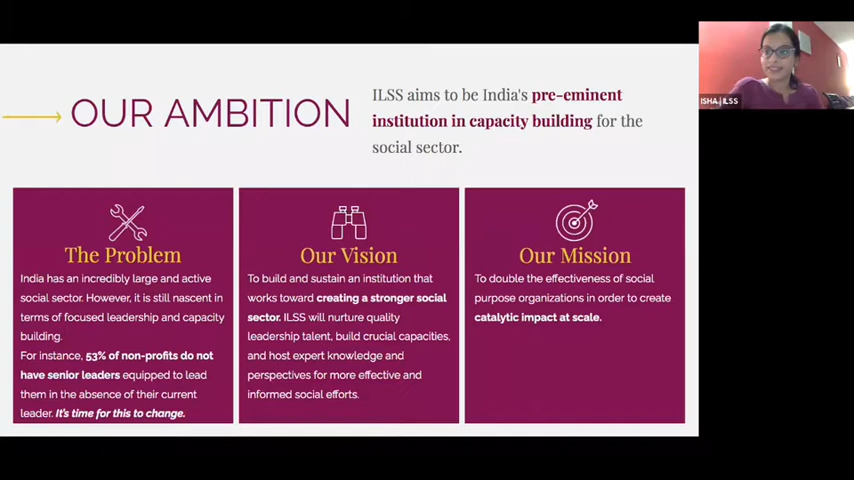 OUR AMBITION
ILSS aims to be India's pre-eminent
institution in capacity building for the
social sector.
The Problem
India has an incredibly large and active
social sector. However, it is still nascent in
terms of focused leadership and capacity
building.
For instance, 53% of non-profits do not
have senior leaders equipped to lead
them in the absence of their current
leader. It's time for this to change.
Our Vision
To build and sustain an institution that
works toward creating a stronger social
sector. ILSS will nurture quality
leadership talent, build crucial capacities,
and host expert knowledge and
perspectives for more effective and
informed social efforts.
Our Mission
To double the effectiveness of social
purpose organizations in order to create
catalytic impact at scale.
ISHA | ILSS